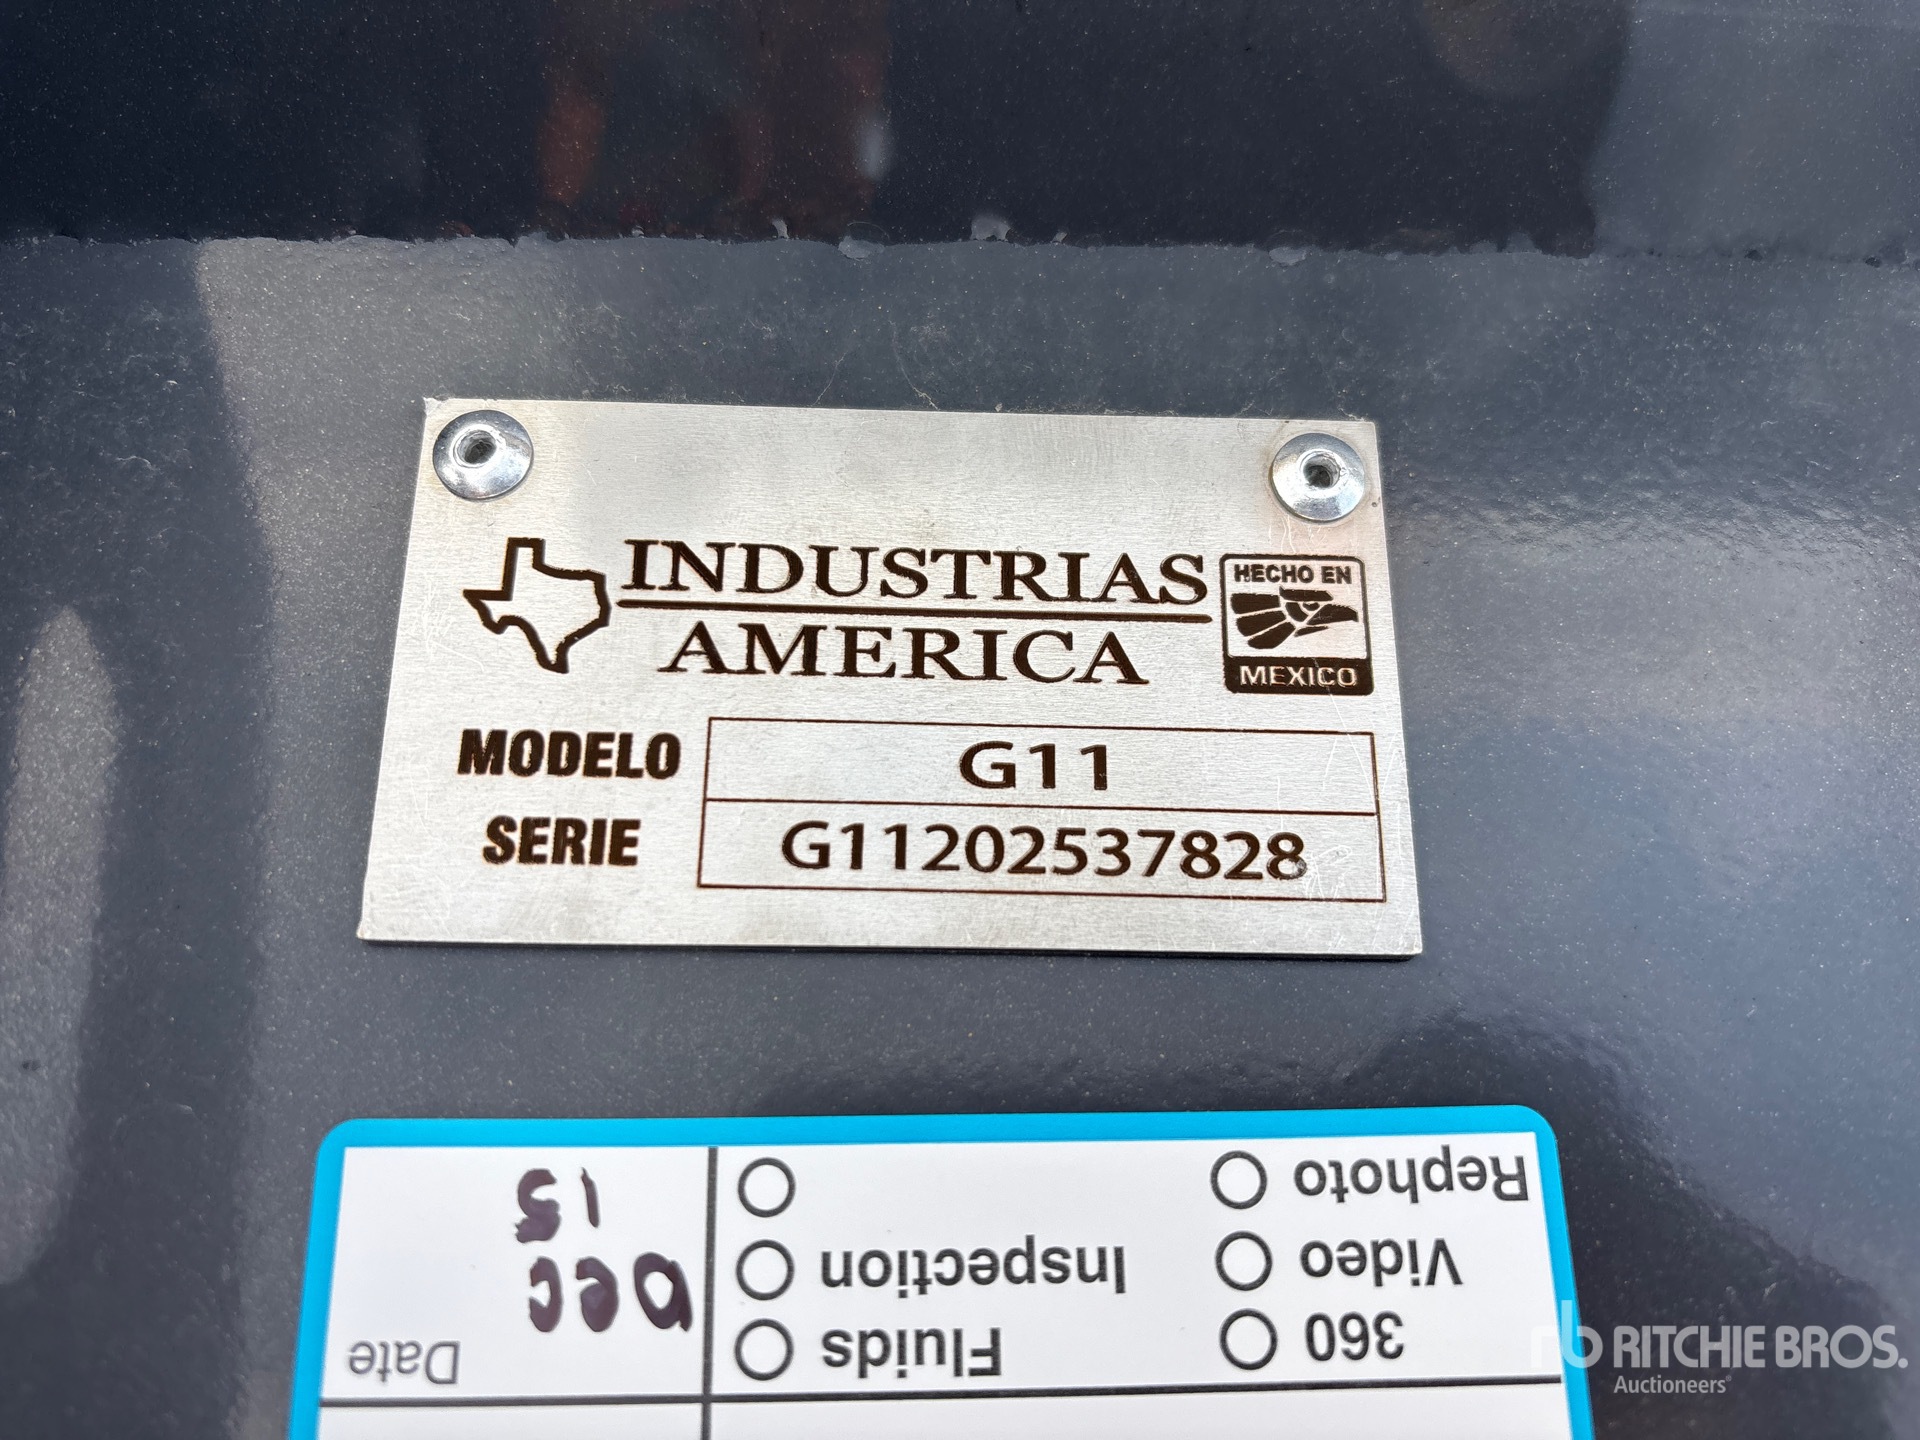 INDUSTRIAS
AMERICA
HECHO EN
MEXICO
MODELO G11
SERIE G11202537828
Rephoto
Video Inspection
360 Fluids
Date Dec 15
RITCHIE BROS.
Auctioneers